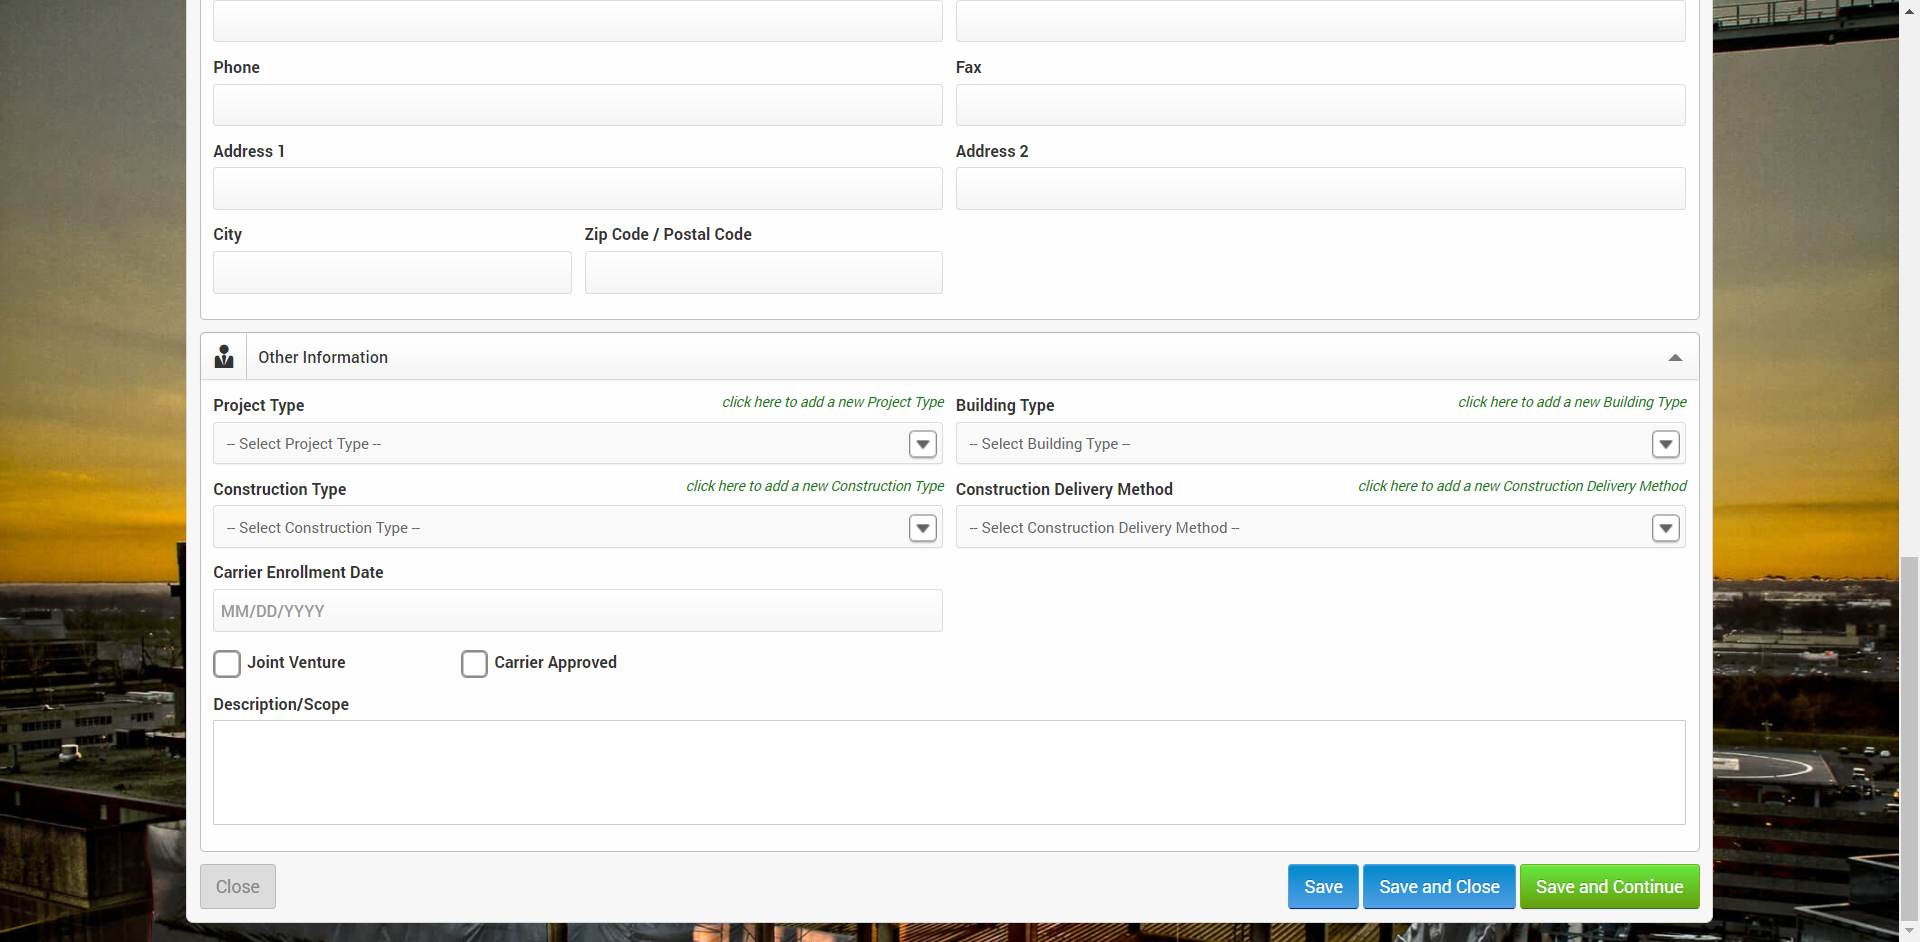 Phone
Fax
Address 1
Address 2
City
Zip Code / Postal Code
Other Information
Project Type
click here to add a new Project Type
Building Type
click here to add a new Building Type
-- Select Project Type --
-- Select Building Type --
Construction Type
click here to add a new Construction Type
Construction Delivery Method
click here to add a new Construction Delivery Method
-- Select Construction Type --
-- Select Construction Delivery Method --
Carrier Enrollment Date
MM/DD/YYYY
Joint Venture
Carrier Approved
Description/Scope
Close
Save
Save and Close
Save and Continue